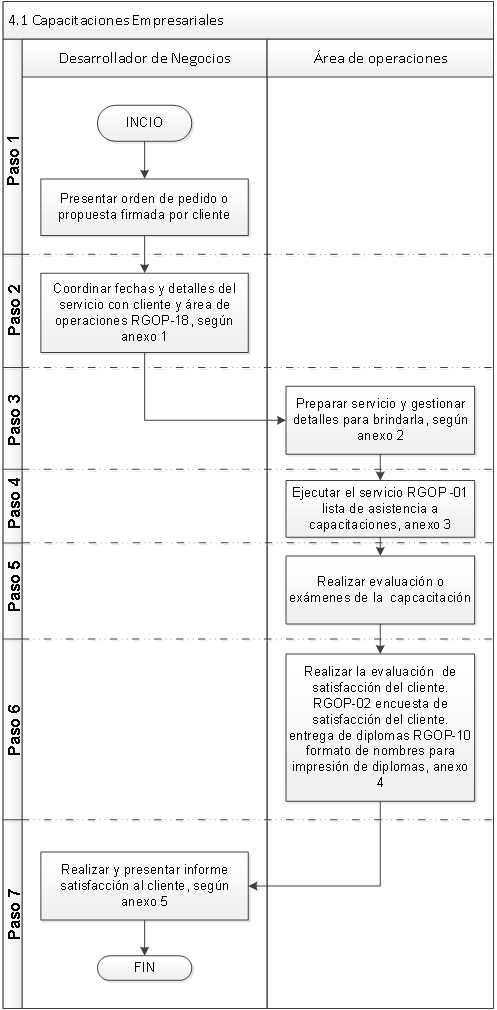 4.1 Capacitaciones Empresariales
Desarrollador de Negocios
Área de operaciones
Paso 1
INCIO
Presentar orden de pedido o
propuesta firmada por cliente
Paso 2
Coordinar fechas y detalles del
servicio con cliente y área de
operaciones RGOP-18, según
anexo 1
Paso 3
Preparar servicio y gestionar
detalles para brindarla, según
anexo 2
Paso 4
Ejecutar el servicio RGOP -01
lista de asistencia a
capacitaciones, anexo 3
Paso 5
Realizar evaluación o
exámenes de la capcacitación
Paso 6
Realizar la evaluación de
satisfacción del cliente.
RGOP-02 encuesta de
satisfacción del cliente.
entrega de diplomas RGOP-10
formato de nombres para
impresión de diplomas, anexo
4
Paso 7
Realizar y presentar informe
satisfacción al cliente, según
anexo 5
FIN